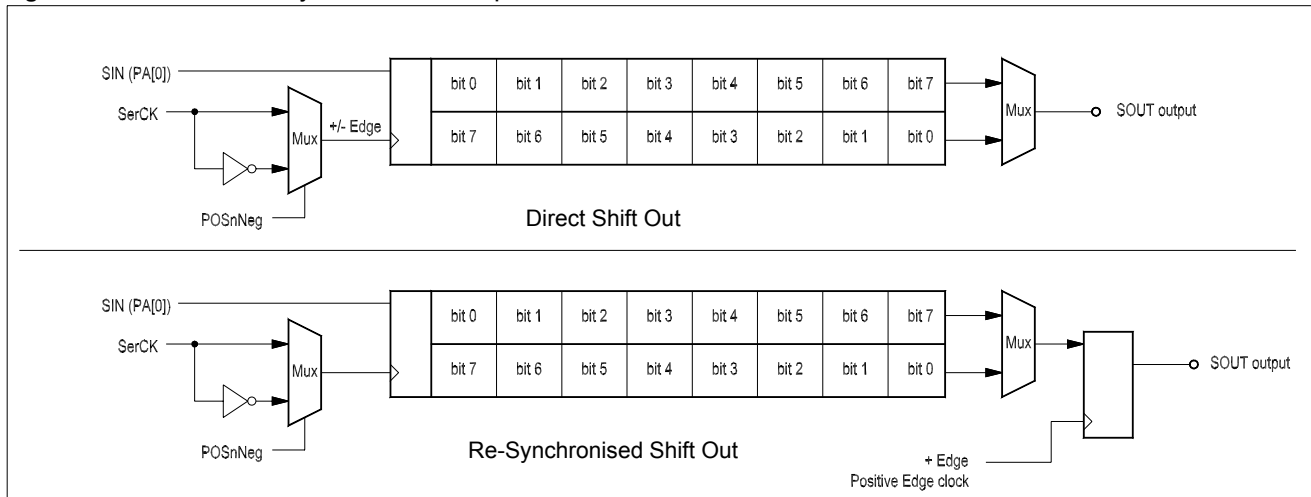 SIN (PA[0])
SerCK
Mux
+/- Edge
POSnNeg
bit 0 bit 1 bit 2 bit 3 bit 4 bit 5 bit 6 bit 7
bit 7 bit 6 bit 5 bit 4 bit 3 bit 2 bit 1 bit 0
Mux
SOUT output
Direct Shift Out
SIN (PA[0])
SerCK
Mux
POSnNeg
bit 0 bit 1 bit 2 bit 3 bit 4 bit 5 bit 6 bit 7
bit 7 bit 6 bit 5 bit 4 bit 3 bit 2 bit 1 bit 0
Mux
SOUT output
Re-Synchronised Shift Out
+ Edge
Positive Edge clock